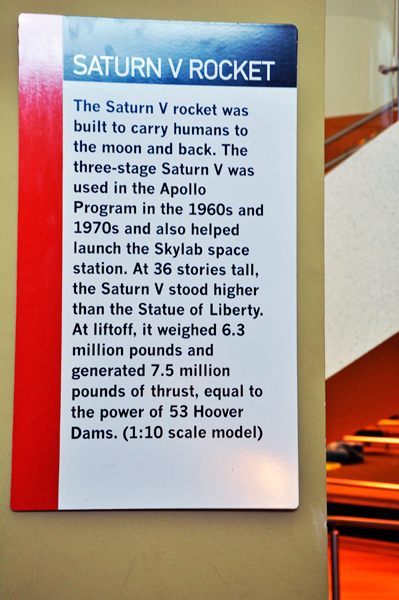 SATURN V ROCKET
The Saturn V rocket was
built to carry humans to
the moon and back. The
three-stage Saturn V was
used in the Apollo
Program in the 1960s and
1970s and also helped
launch the Skylab space
station. At 36 stories tall,
the Saturn V stood higher
than the Statue of Liberty.
At liftoff, it weighed 6.3
million pounds and
generated 7.5 million
pounds of thrust, equal to
the power of 53 Hoover
Dams. (1:10 scale model)